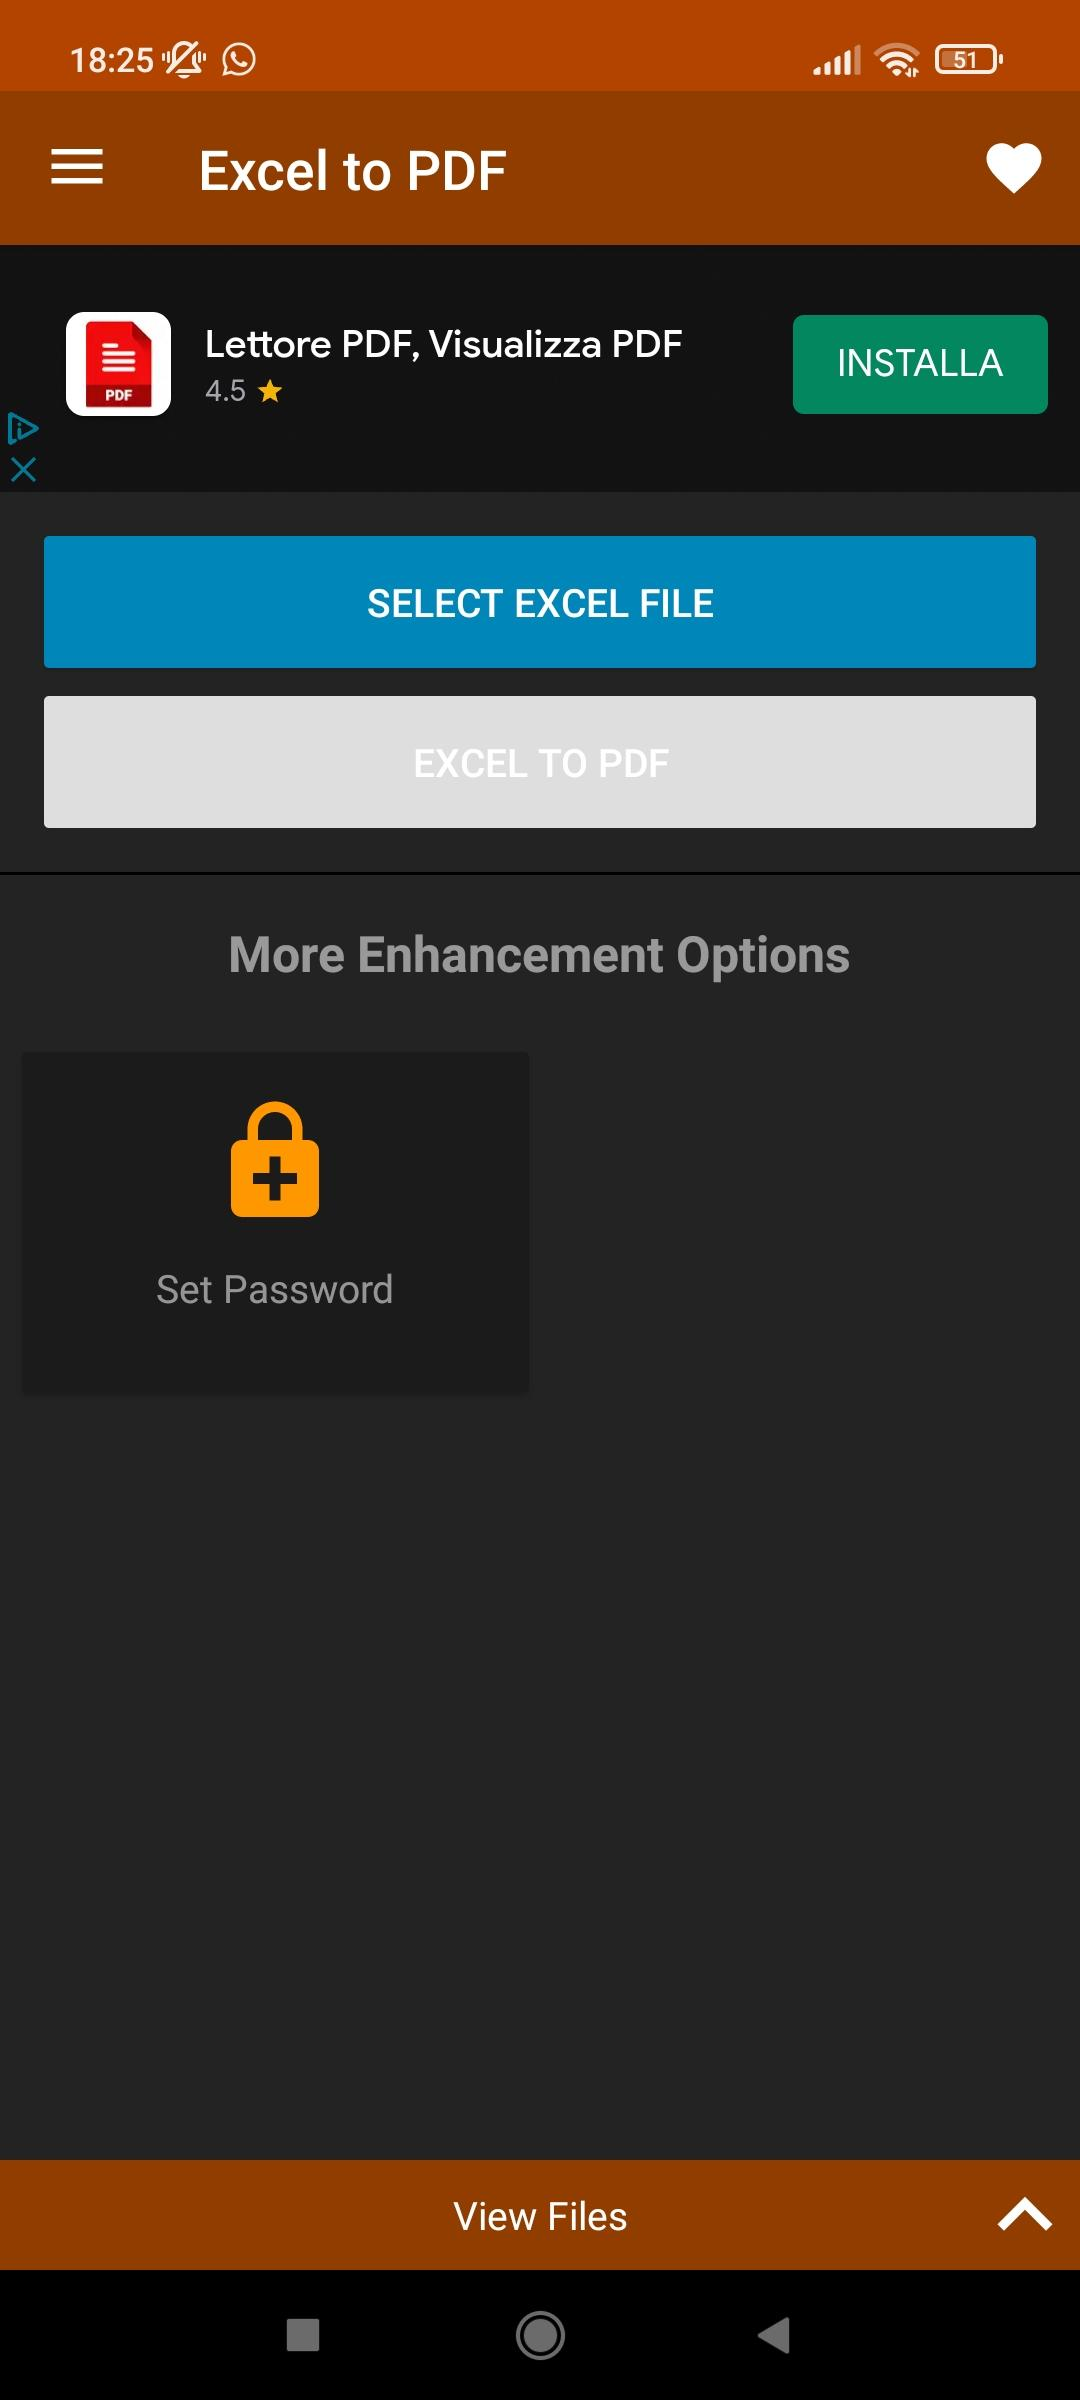 18:25
51
Excel to PDF
PDF
Lettore PDF, Visualizza PDF
4.5
INSTALLA
SELECT EXCEL FILE
EXCEL TO PDF
More Enhancement Options
Set Password
View Files